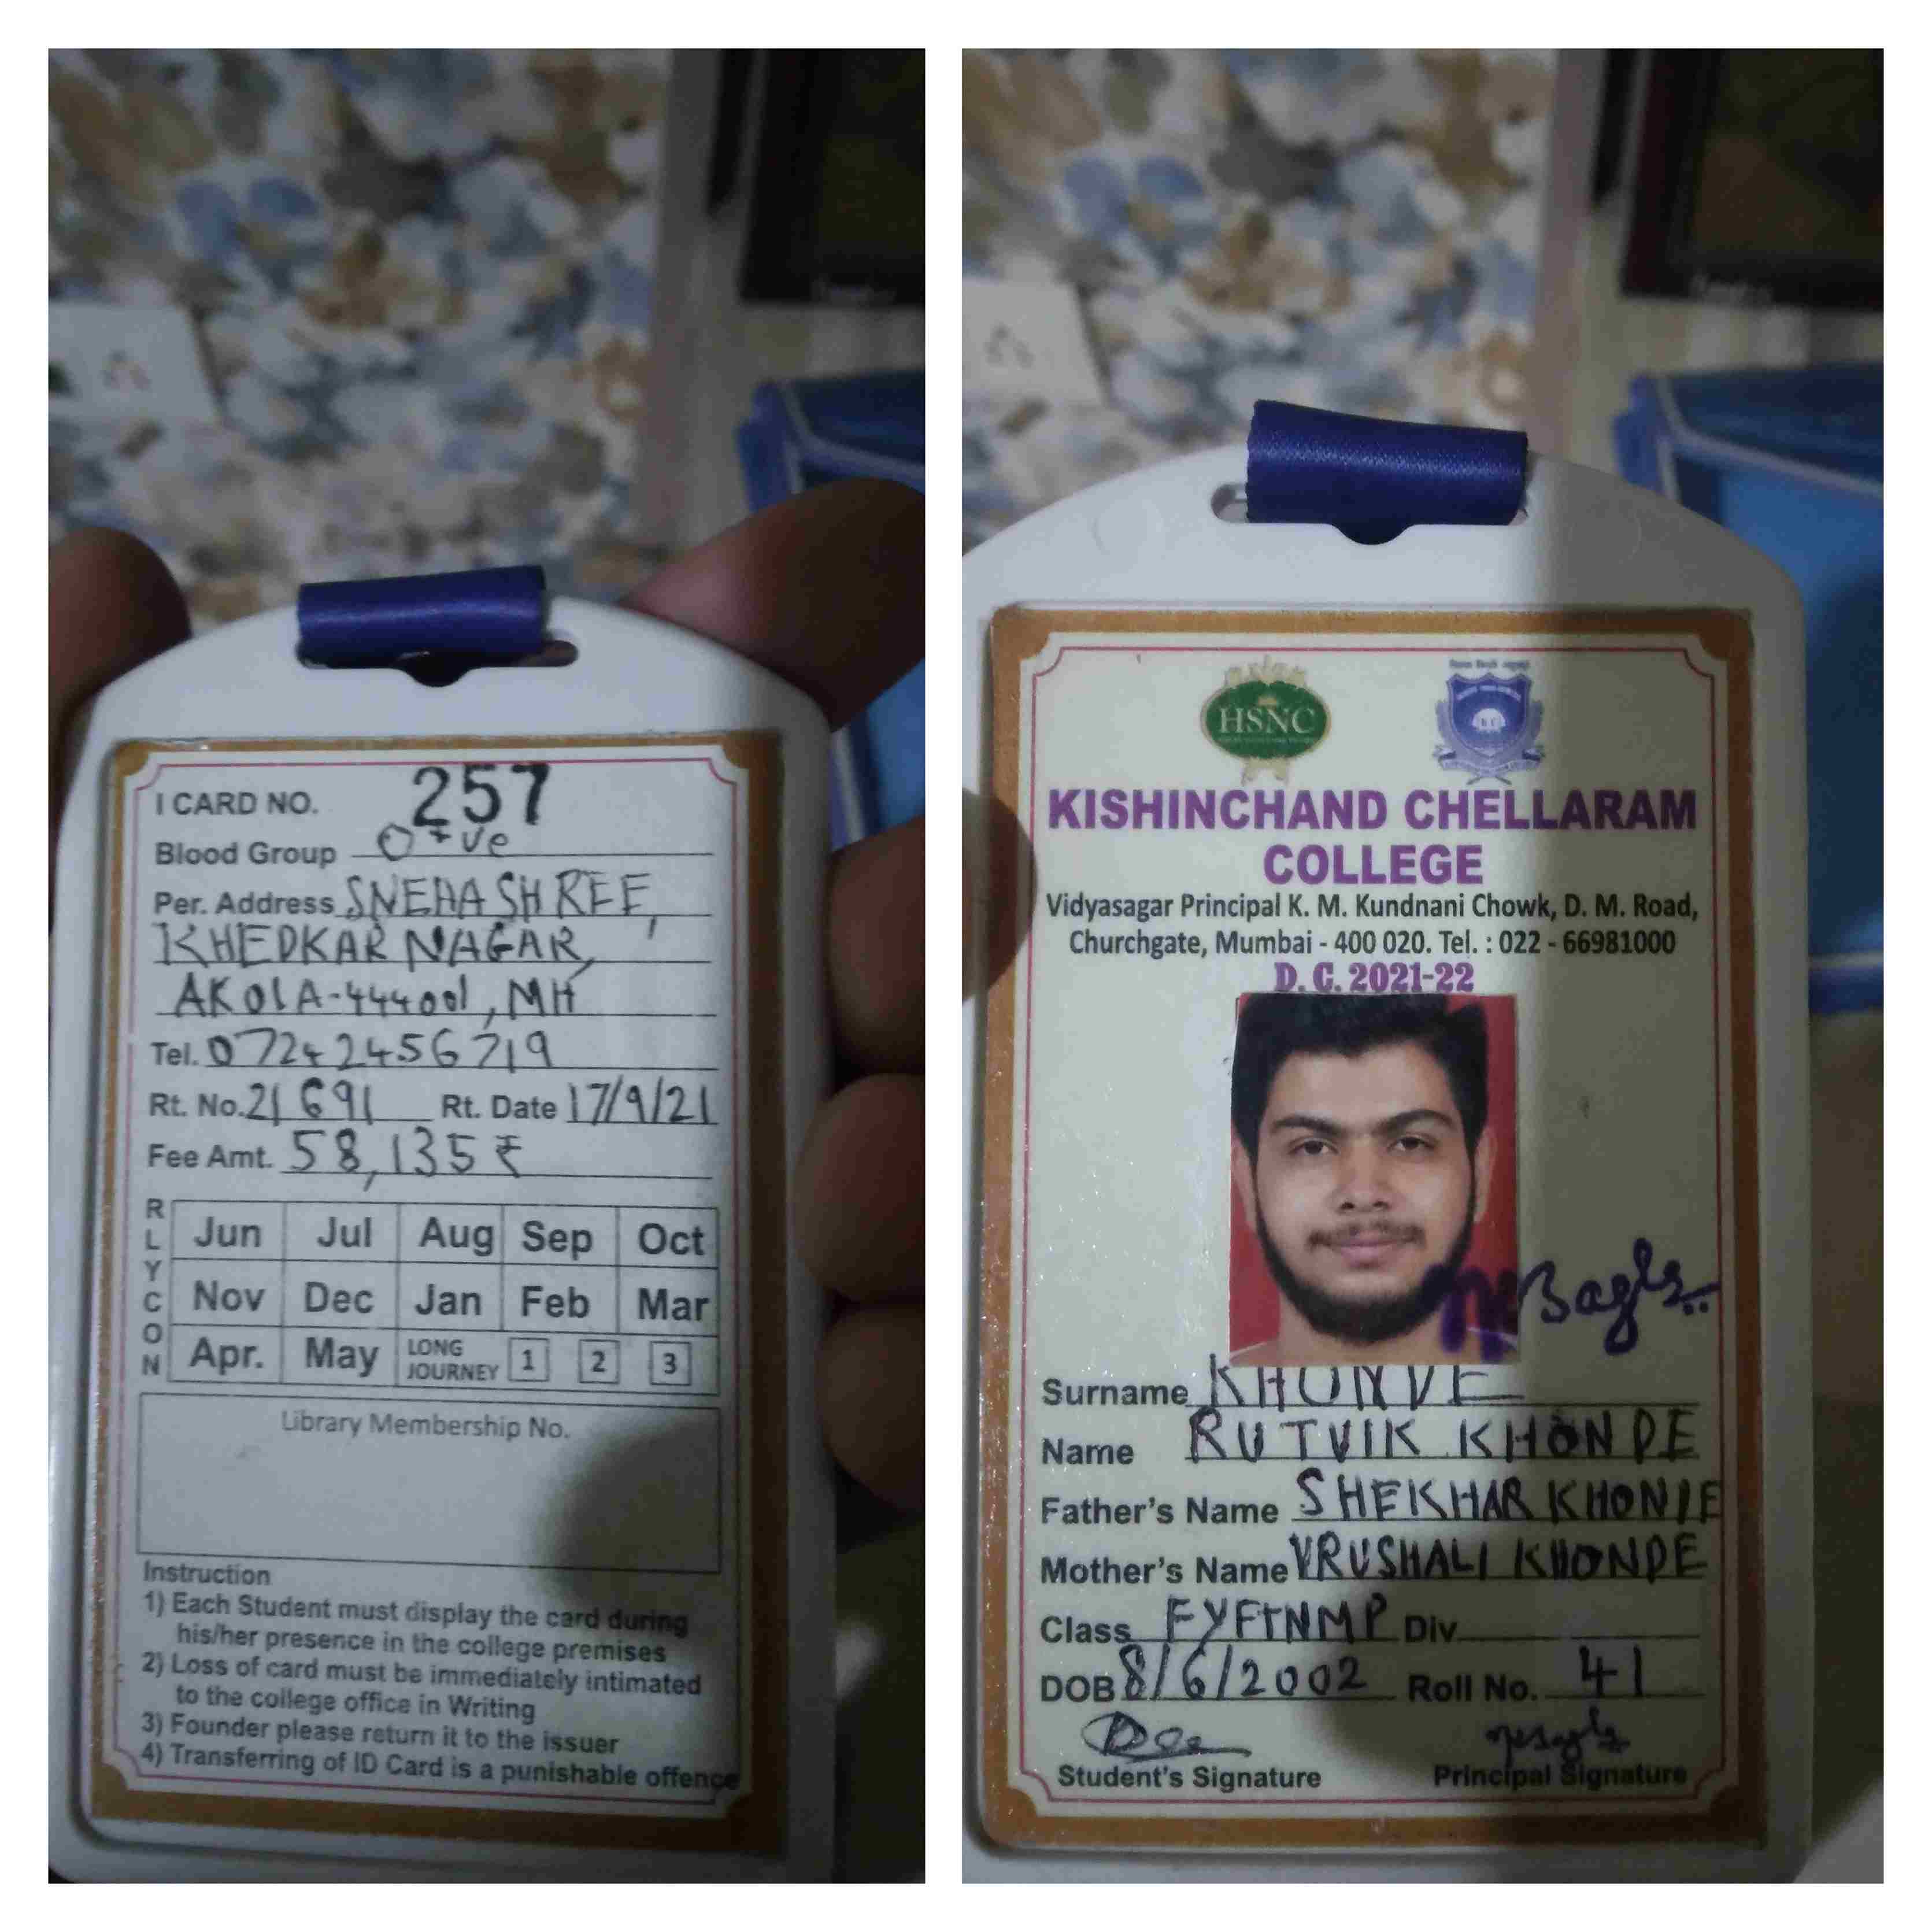 I CARD NO. 257
Blood Group O +ve
Per. Address SNEHASHREE,
KHEDKAR NAGAR,
AKOLA-444001, MH
Tel. 07242456719
Rt. No. 21691 Rt. Date 17/9/21
Fee Amt. 58,135₹
RLYCON
Jun Jul Aug Sep Oct
Nov Dec Jan Feb Mar
Apr. May LONG JOURNEY 1 2 3
Library Membership No.
Instruction
1) Each Student must display the card during
his/her presence in the college premises
2) Loss of card must be immediately intimated
to the college office in Writing
3) Founder please return it to the issuer
4) Transferring of ID Card is a punishable offence
HSNC
KISHINCHAND CHELLARAM
COLLEGE
Vidyasagar Principal K. M. Kundnani Chowk, D. M. Road,
Churchgate, Mumbai - 400 020. Tel. : 022 - 66981000
D. C. 2021-22
Surname KHONDE
Name RUTVIK KHONDE
Father's Name SHEKHAR KHONDE
Mother's Name VRUSHALI KHONDE
Class FYFTNMP Div
DOB 8/6/2002 Roll No. 41
Student's Signature Principal Signature